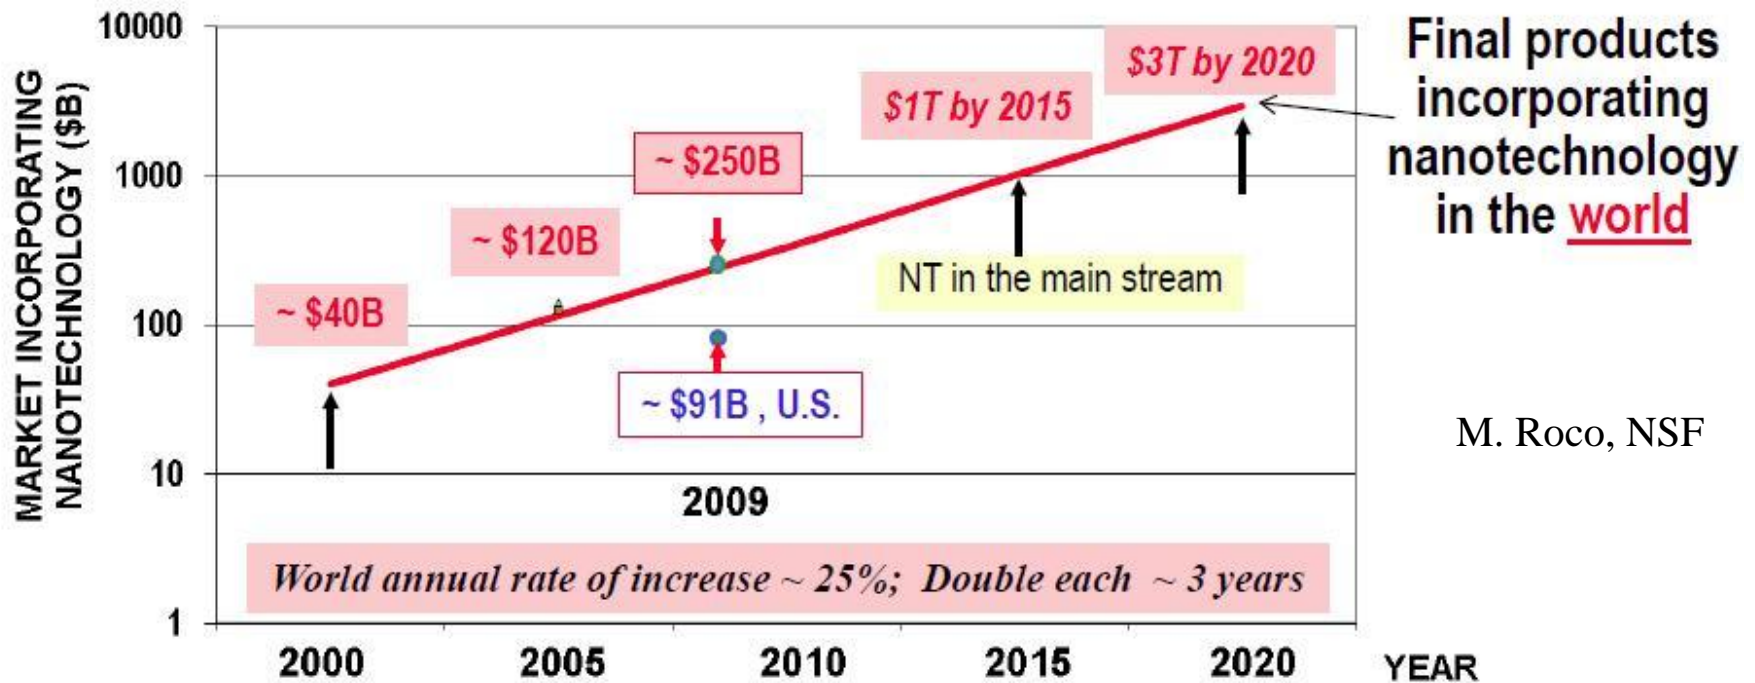 MARKET INCORPORATING
NANOTECHNOLOGY ($B)
10000
1000
100
10
1
~ $40B
~ $120B
~ $250B
~ $91B , U.S.
$1T by 2015
$3T by 2020
NT in the main stream
2009
World annual rate of increase ~ 25%; Double each ~ 3 years
2000
2005
2010
2015
2020
YEAR
Final products
incorporating
nanotechnology
in the world
M. Roco, NSF